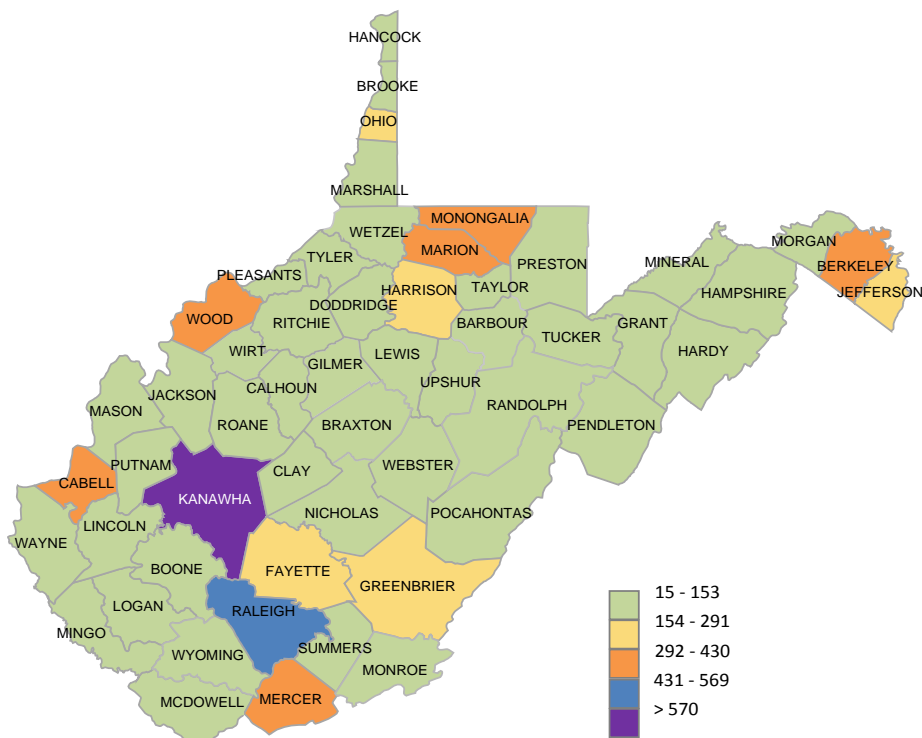 HANCOCK
BROOKE
OHIO
MARSHALL
WETZEL
MONONGALIA
MARION
TYLER
PLEASANTS
PRESTON
TAYLOR
HARRISON
DODDRIDGE
RITCHIE
WOOD
MORGAN
BERKELEY
JEFFERSON
MINERAL
HAMPSHIRE
GRANT
HARDY
TUCKER
BARBOUR
WIRT
GILMER
LEWIS
UPSHUR
CALHOUN
RANDOLPH
PENDLETON
JACKSON
MASON
ROANE
BRAXTON
PUTNAM
CABELL
KANAWHA
CLAY
WEBSTER
NICHOLAS
POCAHONTAS
LINCOLN
WAYNE
BOONE
FAYETTE
GREENBRIER
LOGAN
RALEIGH
MINGO
WYOMING
SUMMERS
MONROE
MCDOWELL
MERCER
15 - 153
154 - 291
292 - 430
431 - 569
> 570